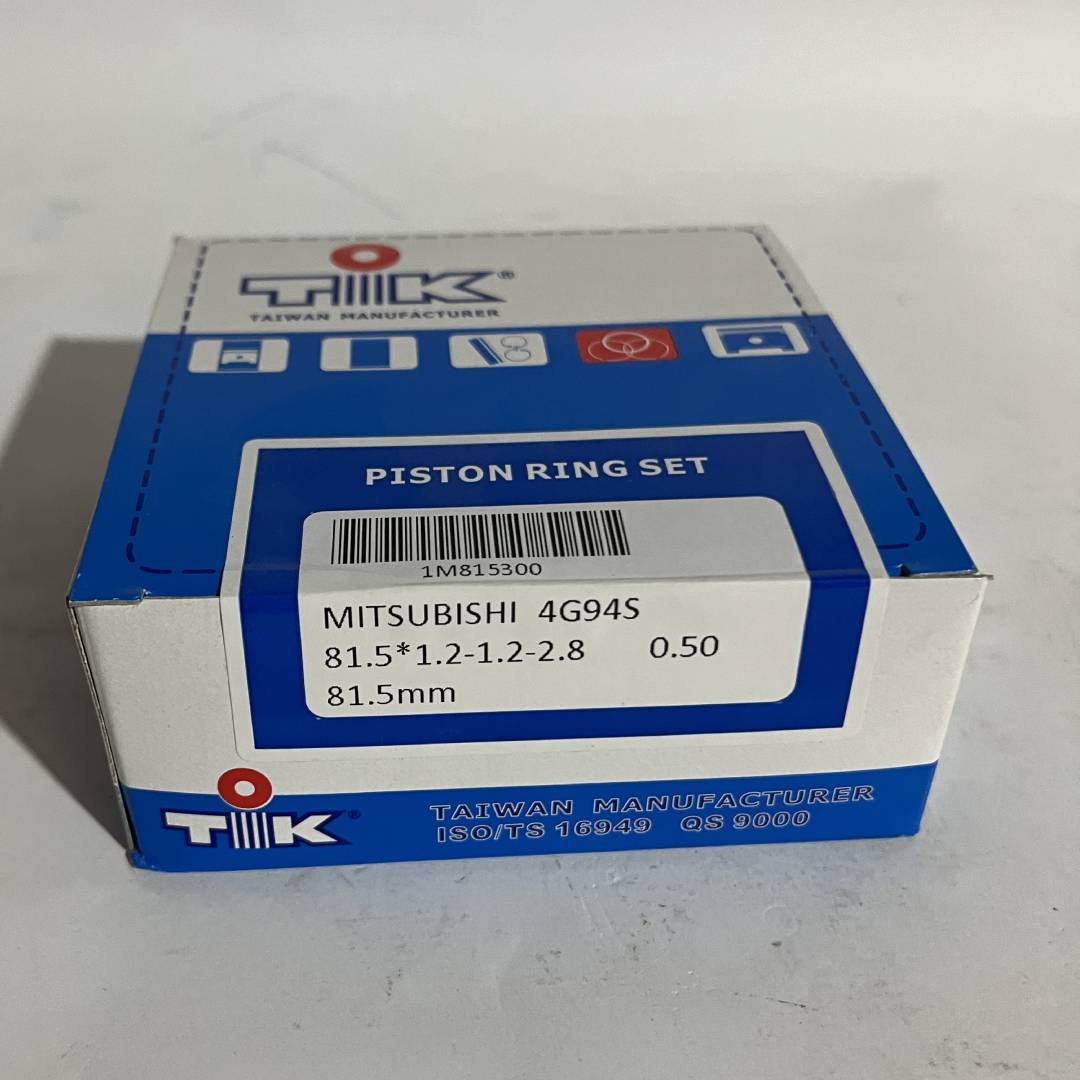 TIK®
TAIWAN MANUFACTURER
PISTON RING SET
1M815300
MITSUBISHI 4G94S
81.5*1.2-1.2-2.8 0.50
81.5mm
TIK®
TAIWAN MANUFACTURER
ISO/TS 16949 QS 9000